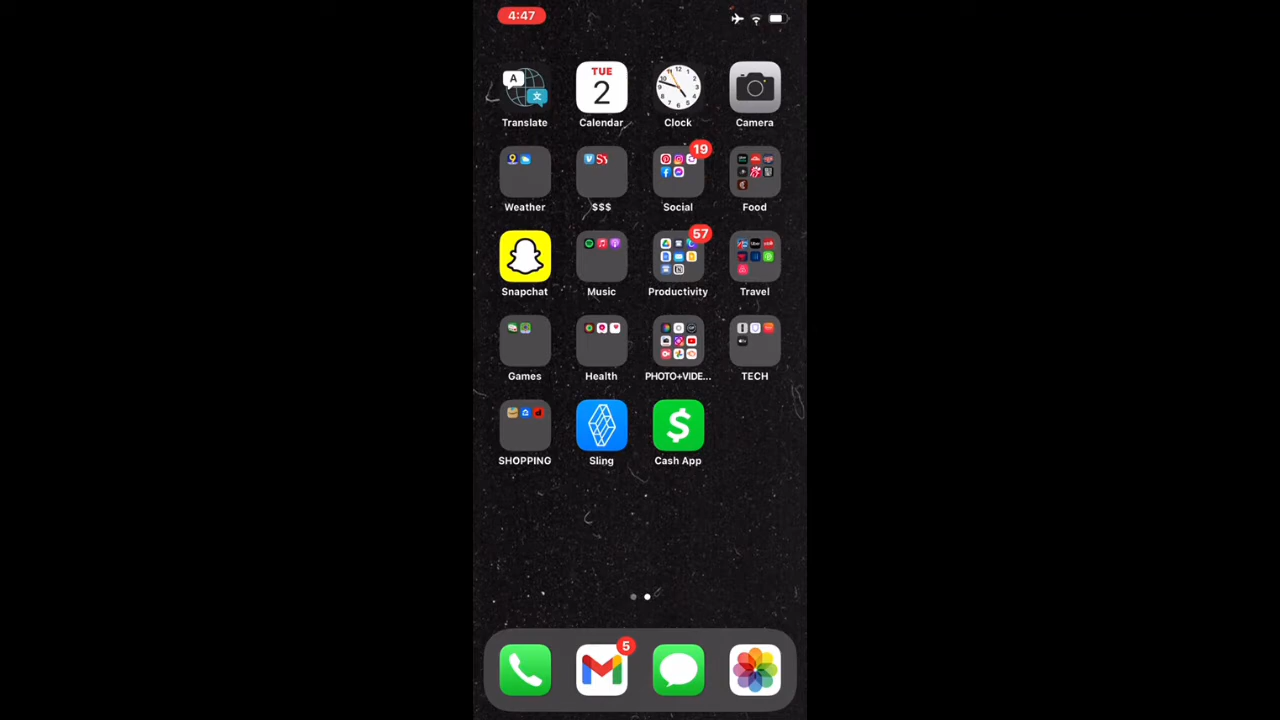 4:47
A 文 TUE 2
Translate Calendar Clock Camera
19
Weather $$$ Social Food
57
Snapchat Music Productivity Travel
Games Health PHOTO+VIDE... TECH
$
SHOPPING Sling Cash App
5